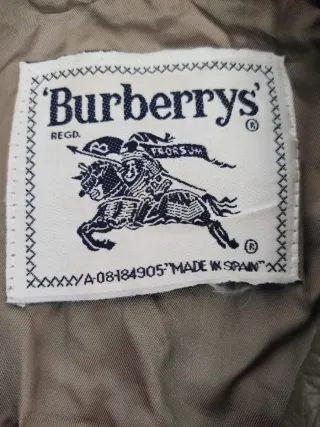 'Burberrys'
®
REGD.
PRORSUM
®
A-08-184905-"MADE IN SPAIN"